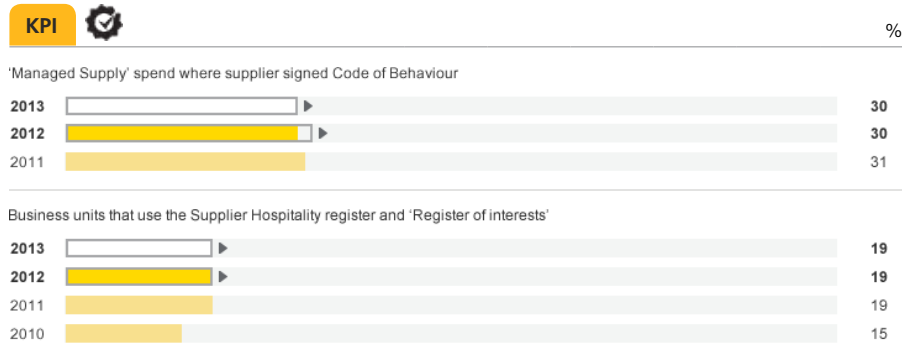 KPI
%
‘Managed Supply’ spend where supplier signed Code of Behaviour
2013 30
2012 30
2011 31
Business units that use the Supplier Hospitality register and ‘Register of interests’
2013 19
2012 19
2011 19
2010 15